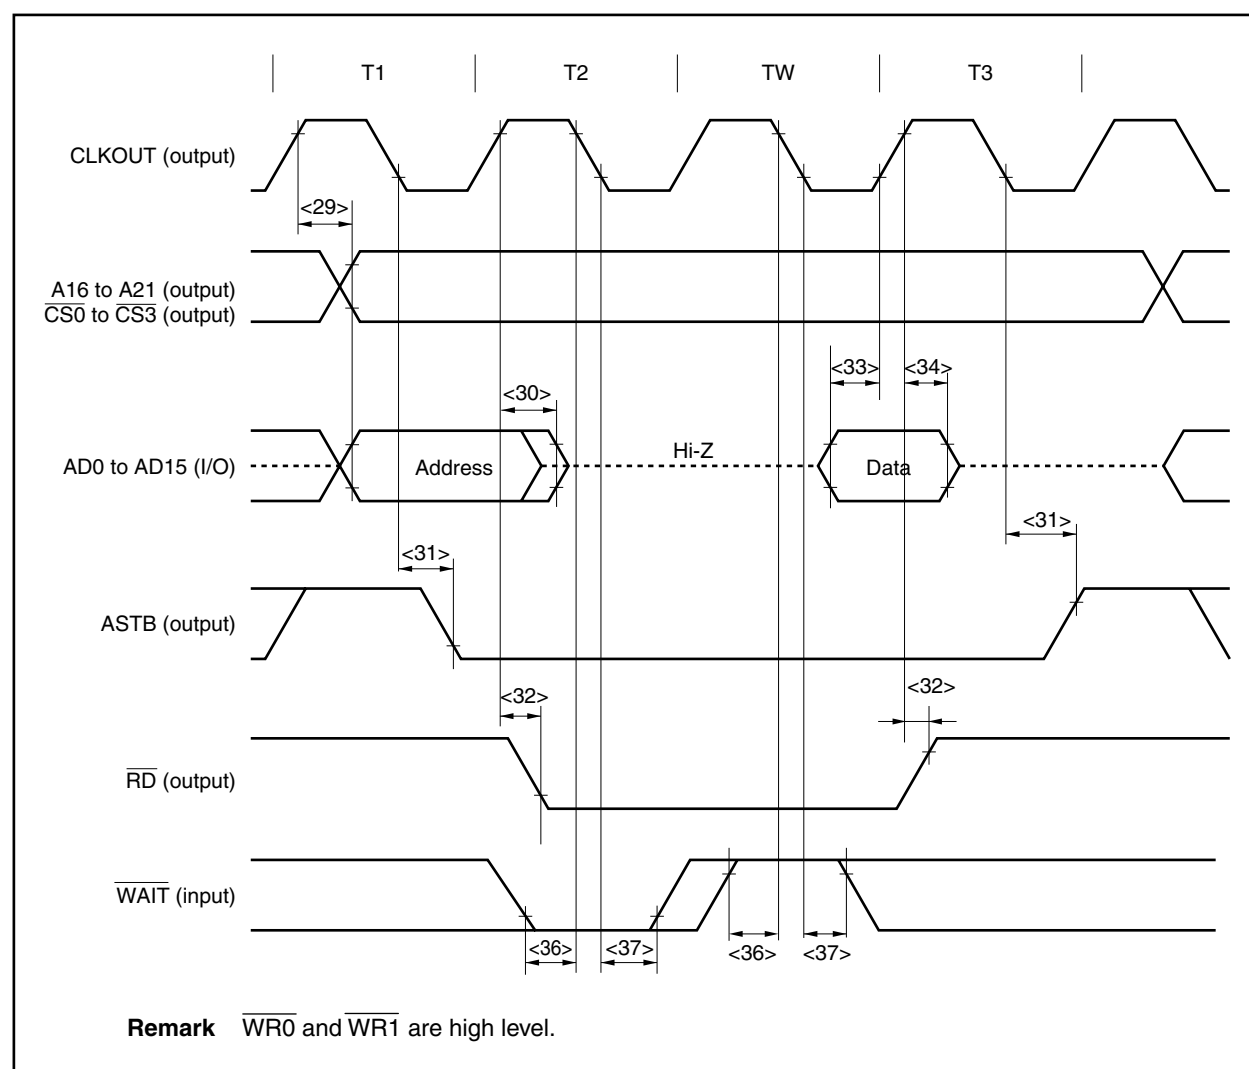 T1 T2 TW T3
CLKOUT (output)
<29>
A16 to A21 (output)
CS0 to CS3 (output)
<33> <34>
<30>
AD0 to AD15 (I/O) Address Hi-Z Data
<31>
<31>
ASTB (output)
<32>
<32>
RD (output)
WAIT (input)
<36> <37> <36> <37>
Remark WR0 and WR1 are high level.